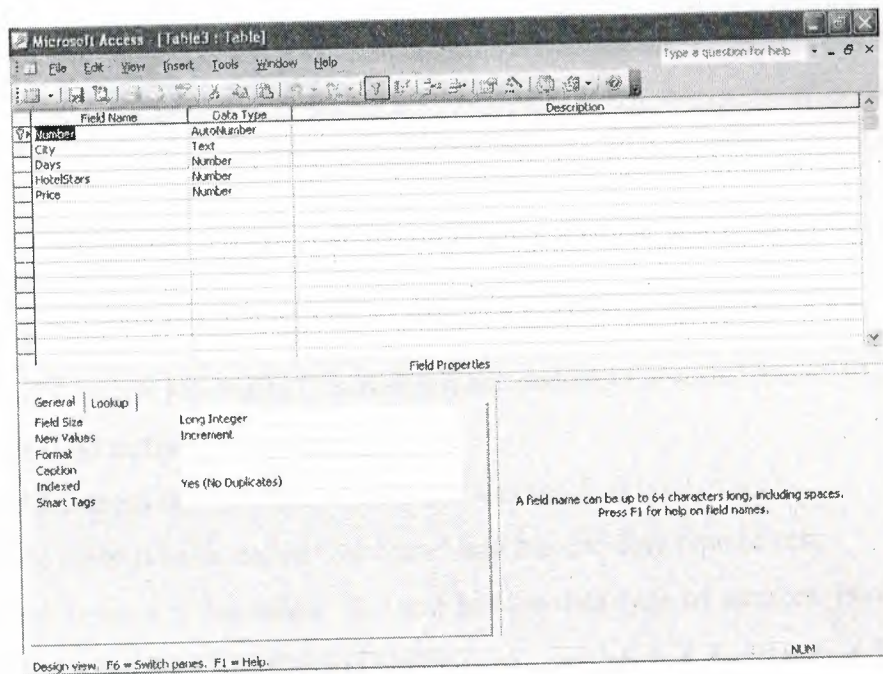 Microsoft Access - [Table3 : Table]
File Edit View Insert Tools Window Help
Type a question for help
Field Name Data Type Description
Number AutoNumber
City Text
Days Number
HotelStars Number
Price Number
Field Properties
General Lookup
Field Size Long Integer
New Values Increment
Format
Caption
Indexed Yes (No Duplicates)
Smart Tags
A field name can be up to 64 characters long, including spaces.
Press F1 for help on field names.
Design view. F6 = Switch panes. F1 = Help.
NUM